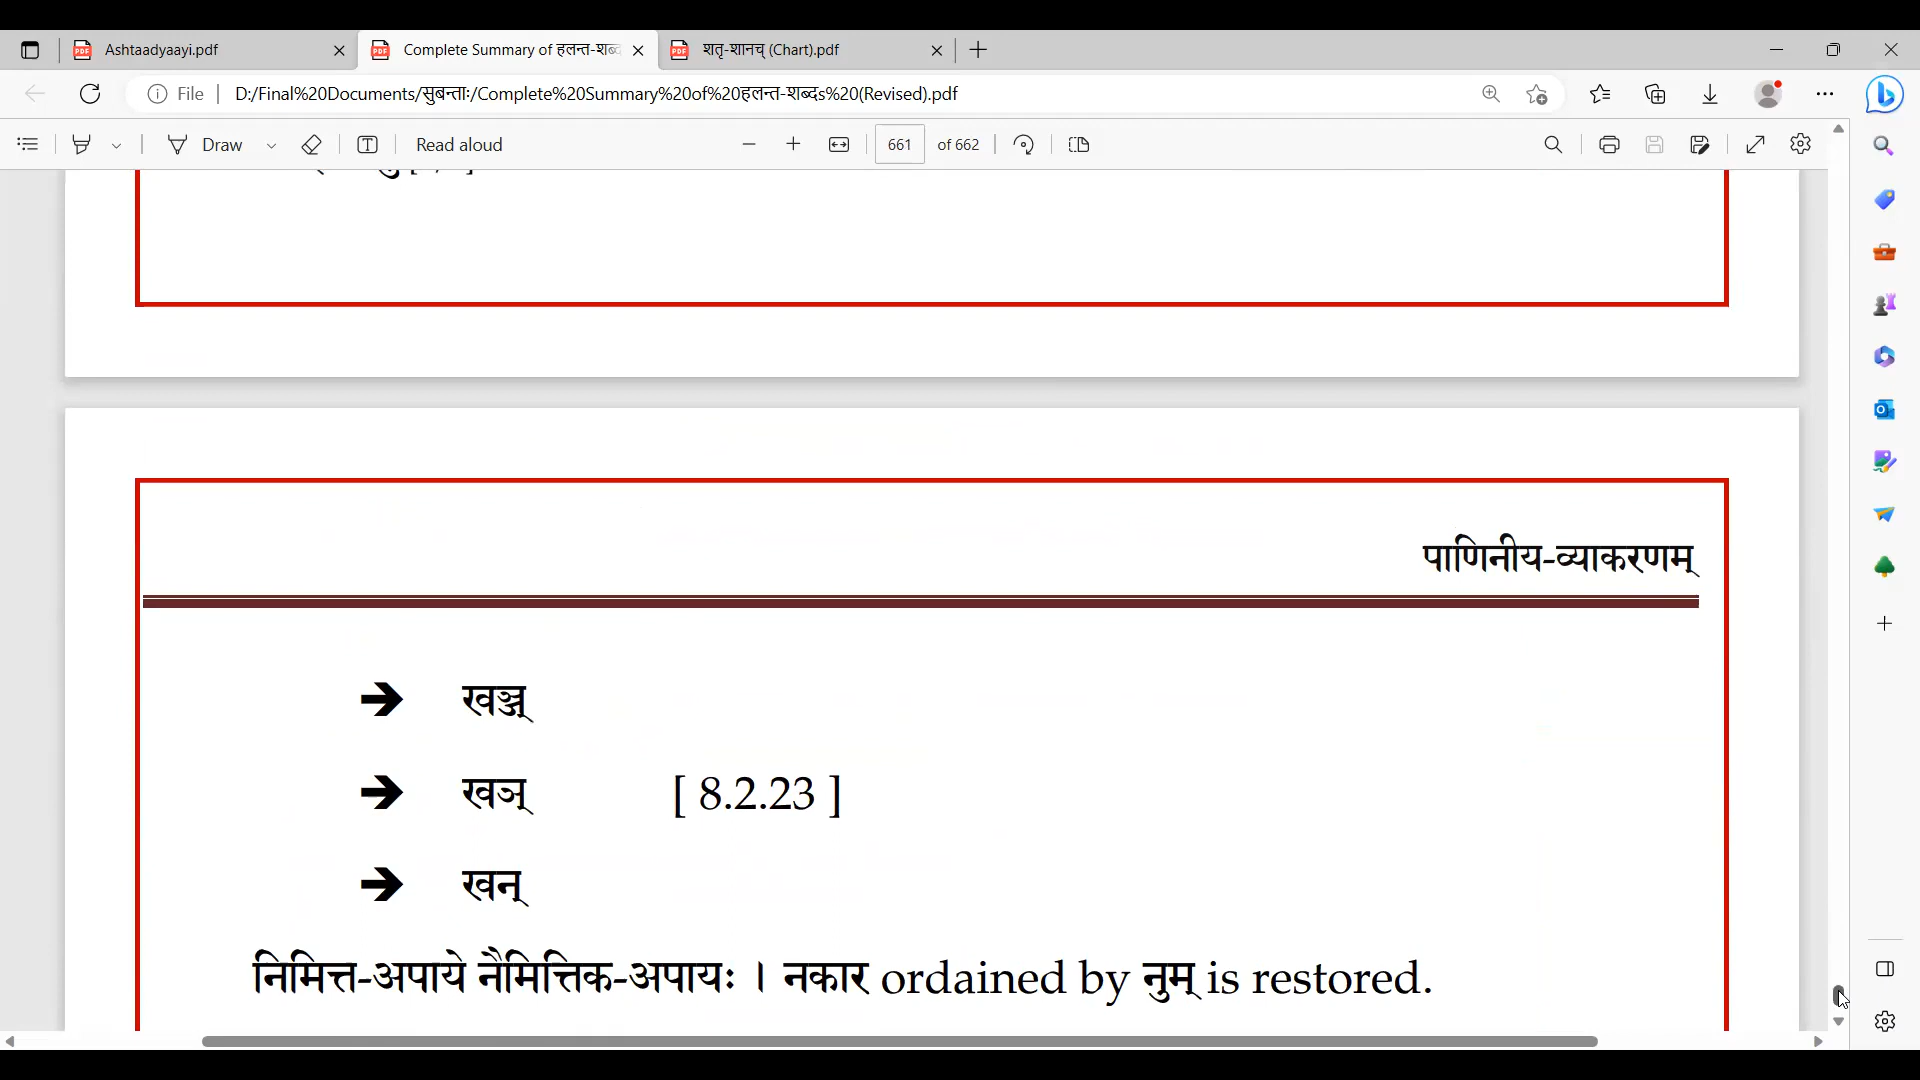 Ashtaadyaayi.pdf
Complete Summary of हलन्त-शब्द
शतृ-शानच् (Chart).pdf
File
D:/Final%20Documents/सुबन्ताः/Complete%20Summary%20of%20हलन्त-शब्दs%20(Revised).pdf
Draw
Read aloud
661 of 662
पाणिनीय-व्याकरणम्
➔ खञ्ज्
➔ खञ् [ 8.2.23 ]
➔ खन्
निमित्त-अपाये नैमित्तिक-अपायः । नकार ordained by नुम् is restored.